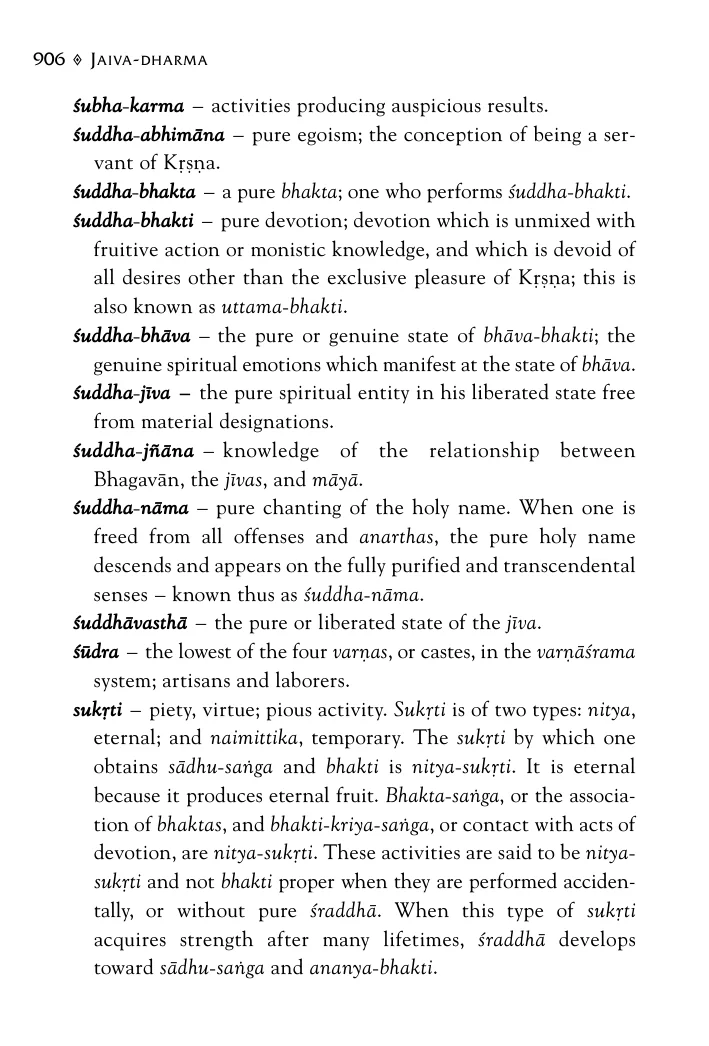 906 ◊ JAIVA-DHARMA
śubha-karma – activities producing auspicious results.
śuddha-abhimāna – pure egoism; the conception of being a ser-
vant of Kṛṣṇa.
śuddha-bhakta – a pure bhakta; one who performs śuddha-bhakti.
śuddha-bhakti – pure devotion; devotion which is unmixed with
fruitive action or monistic knowledge, and which is devoid of
all desires other than the exclusive pleasure of Kṛṣṇa; this is
also known as uttama-bhakti.
śuddha-bhāva – the pure or genuine state of bhāva-bhakti; the
genuine spiritual emotions which manifest at the state of bhāva.
śuddha-jīva – the pure spiritual entity in his liberated state free
from material designations.
śuddha-jñāna – knowledge of the relationship between
Bhagavān, the jīvas, and māyā.
śuddha-nāma – pure chanting of the holy name. When one is
freed from all offenses and anarthas, the pure holy name
descends and appears on the fully purified and transcendental
senses – known thus as śuddha-nāma.
śuddhāvasthā – the pure or liberated state of the jīva.
śūdra – the lowest of the four varṇas, or castes, in the varṇāśrama
system; artisans and laborers.
sukṛti – piety, virtue; pious activity. Sukṛti is of two types: nitya,
eternal; and naimittika, temporary. The sukṛti by which one
obtains sādhu-saṅga and bhakti is nitya-sukṛti. It is eternal
because it produces eternal fruit. Bhakta-saṅga, or the associa-
tion of bhaktas, and bhakti-kriya-saṅga, or contact with acts of
devotion, are nitya-sukṛti. These activities are said to be nitya-
sukṛti and not bhakti proper when they are performed acciden-
tally, or without pure śraddhā. When this type of sukṛti
acquires strength after many lifetimes, śraddhā develops
toward sādhu-saṅga and ananya-bhakti.